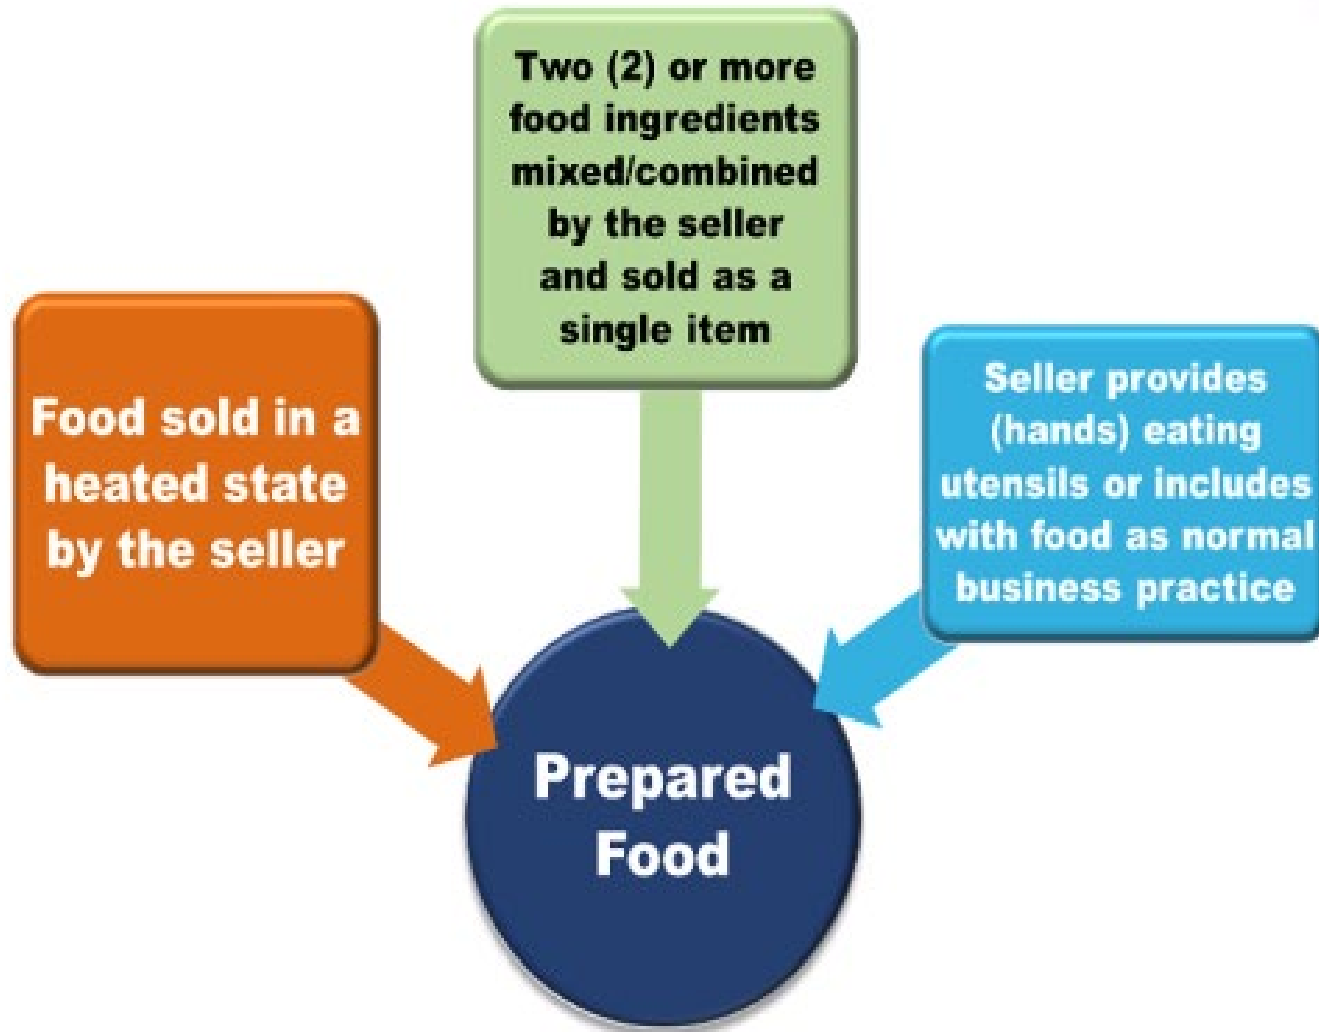 Two (2) or more
food ingredients
mixed/combined
by the seller
and sold as a
single item
Food sold in a
heated state
by the seller
Seller provides
(hands) eating
utensils or includes
with food as normal
business practice
Prepared
Food